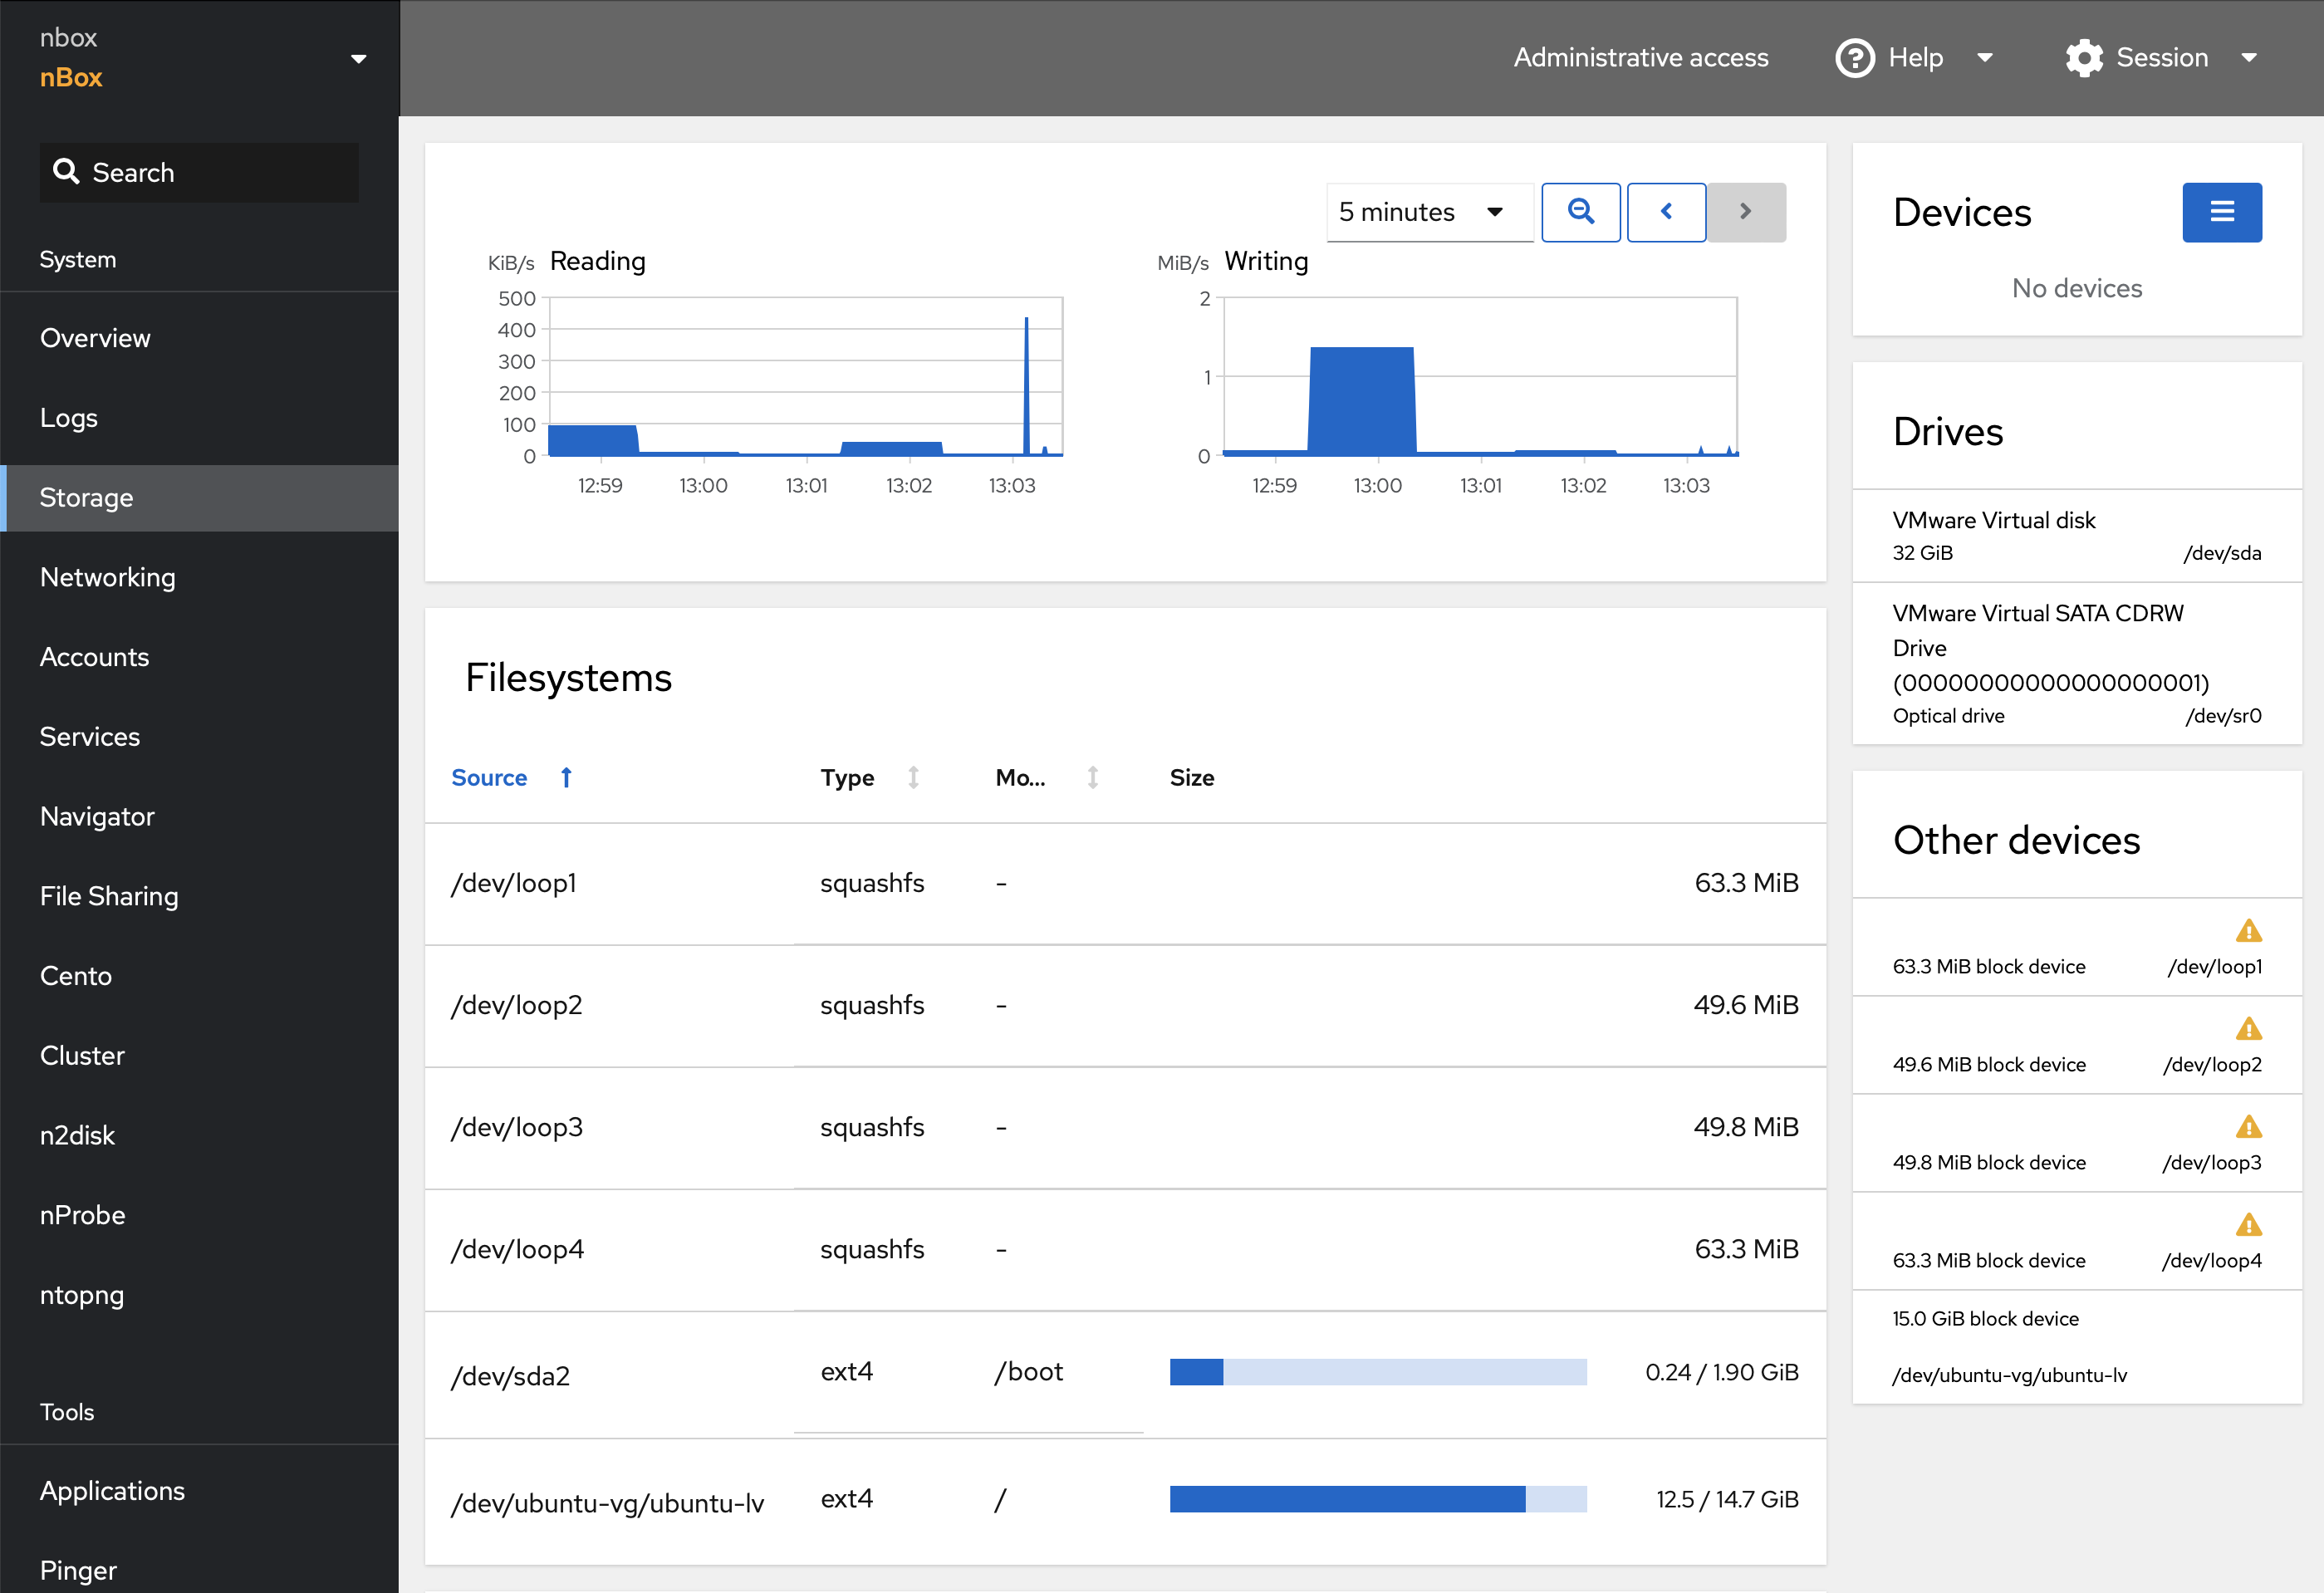 nbox
nBox
Search
System
Overview
Logs
Storage
Networking
Accounts
Services
Navigator
File Sharing
Cento
Cluster
n2disk
nProbe
ntopng
Tools
Applications
Pinger
Administrative access
Help
Session
5 minutes
KiB/s Reading
500
400
300
200
100
0
12:59 13:00 13:01 13:02 13:03
MiB/s Writing
2
1
0
12:59 13:00 13:01 13:02 13:03
Filesystems
Source Type Mo... Size
/dev/loop1 squashfs - 63.3 MiB
/dev/loop2 squashfs - 49.6 MiB
/dev/loop3 squashfs - 49.8 MiB
/dev/loop4 squashfs - 63.3 MiB
/dev/sda2 ext4 /boot 0.24 / 1.90 GiB
/dev/ubuntu-vg/ubuntu-lv ext4 / 12.5 / 14.7 GiB
Devices
No devices
Drives
VMware Virtual disk
32 GiB /dev/sda
VMware Virtual SATA CDRW
Drive
(00000000000000000001)
Optical drive /dev/sr0
Other devices
63.3 MiB block device /dev/loop1
49.6 MiB block device /dev/loop2
49.8 MiB block device /dev/loop3
63.3 MiB block device /dev/loop4
15.0 GiB block device
/dev/ubuntu-vg/ubuntu-lv